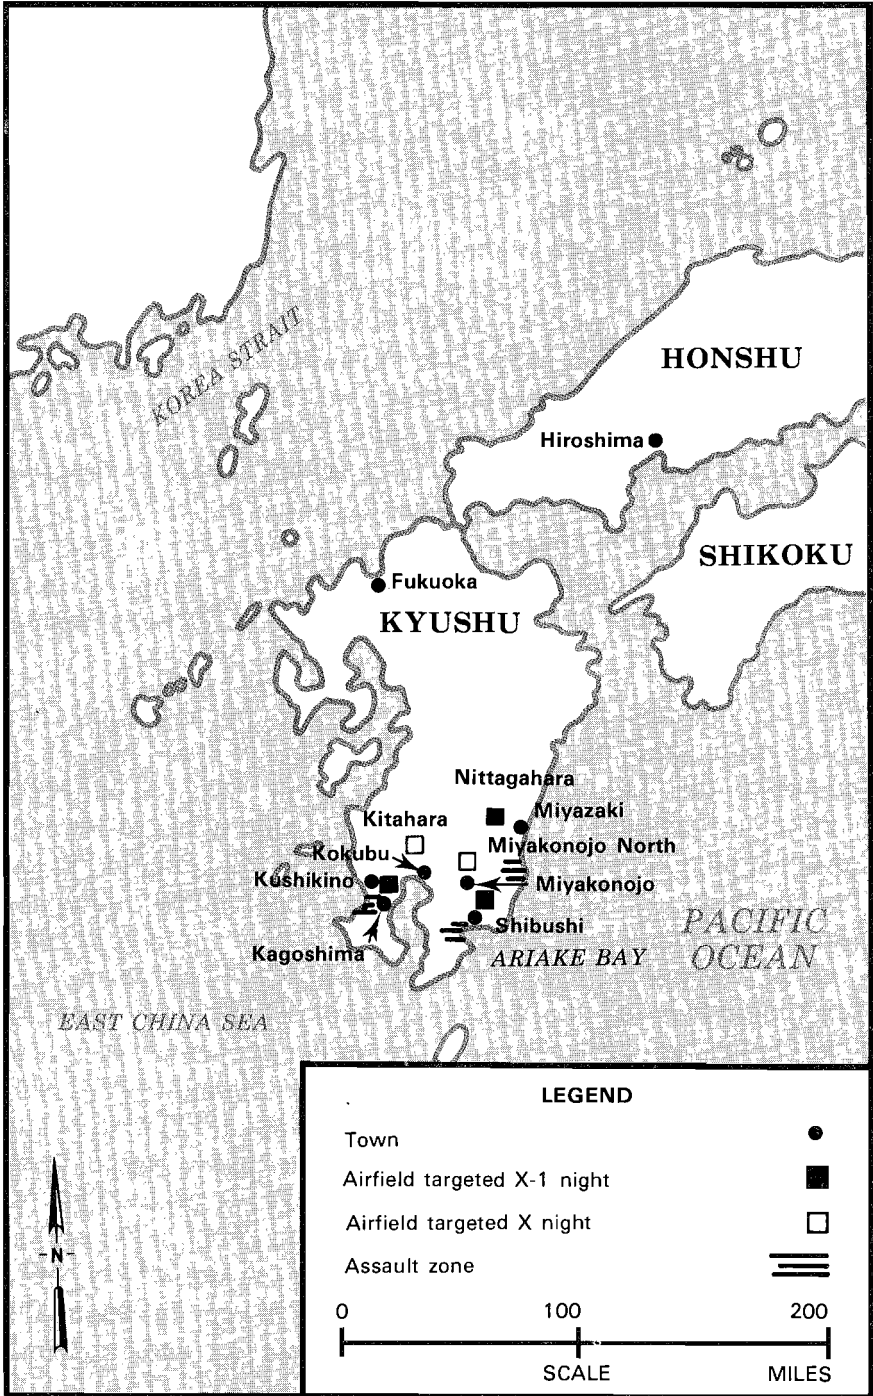 KOREA STRAIT
HONSHU
Hiroshima
SHIKOKU
Fukuoka
KYUSHU
Nittagahara
Miyazaki
Kitahara
Miyakonojo North
Kokubu
Kushikino
Miyakonojo
Shibushi
PACIFIC
OCEAN
Kagoshima
ARIAKE BAY
EAST CHINA SEA
LEGEND
Town
Airfield targeted X-1 night
Airfield targeted X night
Assault zone
-N-
0 100 200
SCALE MILES